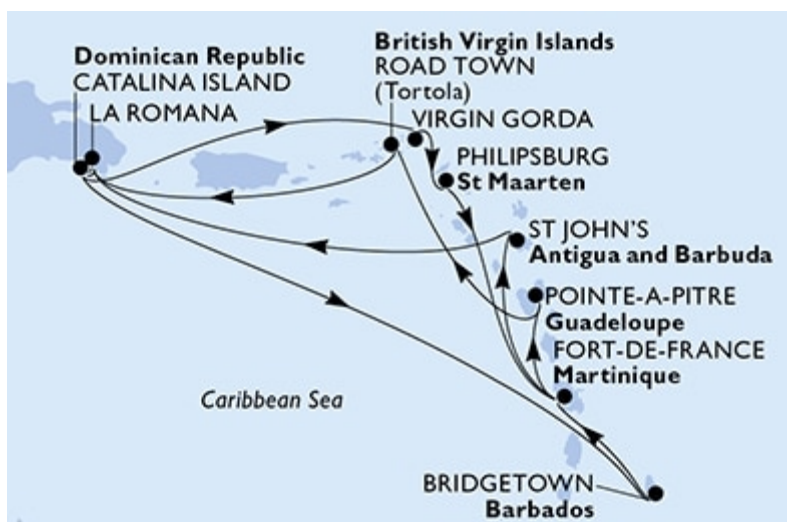 Dominican Republic
CATALINA ISLAND
LA ROMANA
British Virgin Islands
ROAD TOWN
(Tortola)
VIRGIN GORDA
PHILIPSBURG
St Maarten
ST JOHN'S
Antigua and Barbuda
POINTE-A-PITRE
Guadeloupe
FORT-DE-FRANCE
Martinique
Caribbean Sea
BRIDGETOWN
Barbados